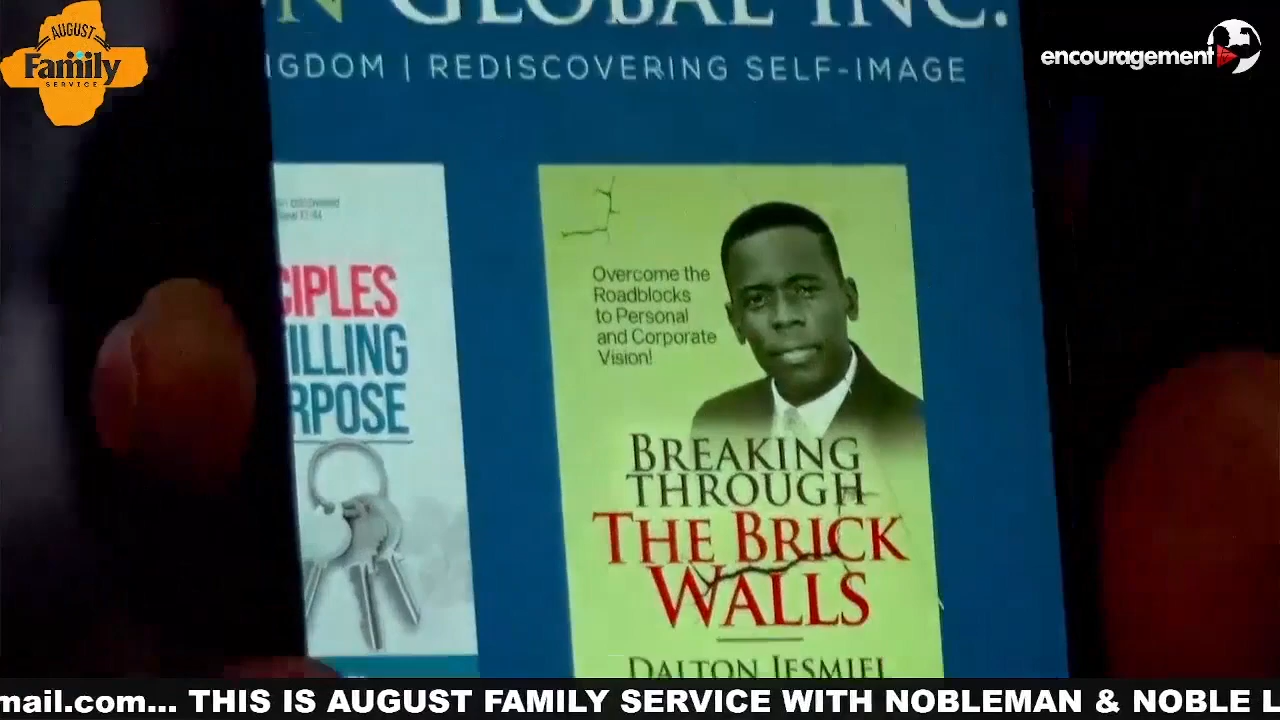 AUGUST
Family
SERVICE
N GLOBAL INC.
IGDOM | REDISCOVERING SELF-IMAGE
encouragement
CIPLES
ILLING
RPOSE
Overcome the
Roadblocks
to Personal
and Corporate
Vision!
BREAKING
THROUGH
THE BRICK
WALLS
DALTON JESMIEL
mail.com... THIS IS AUGUST FAMILY SERVICE WITH NOBLEMAN & NOBLE L